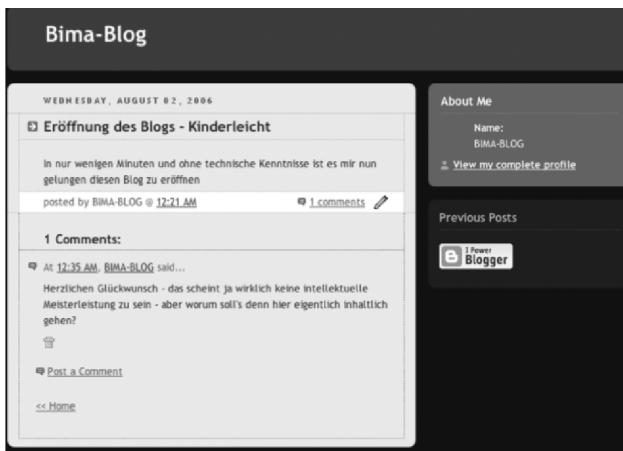 Bima-Blog
WEDNESDAY, AUGUST 02, 2006
Eröffnung des Blogs - Kinderleicht
In nur wenigen Minuten und ohne technische Kenntnisse ist es mir nun
gelungen diesen Blog zu eröffnen
posted by BIMA-BLOG @ 12:21 AM
1 comments
1 Comments:
At 12:35 AM, BIMA-BLOG said...
Herzlichen Glückwunsch - das scheint ja wirklich keine intellektuelle
Meisterleistung zu sein - aber worum soll's denn hier eigentlich inhaltlich
gehen?
Post a Comment
<< Home
About Me
Name:
BIMA-BLOG
View my complete profile
Previous Posts
I Power
Blogger